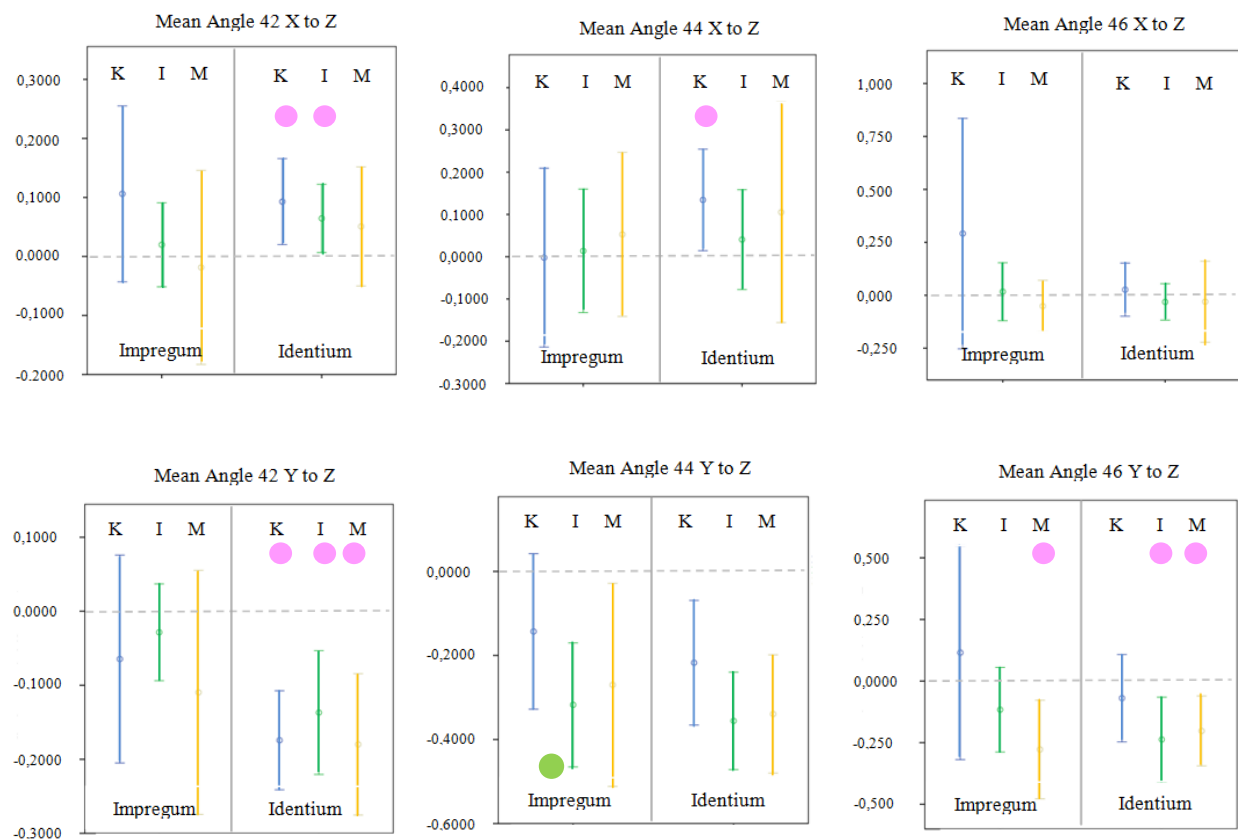 Mean Angle 42 X to Z
0,3000
0,2000
0,1000
0,0000
-0,1000
-0.2000
K I M K I M
Impregum Identium
Mean Angle 44 X to Z
0,4000
0,3000
0,2000
0,1000
0,0000
-0,1000
-0,2000
-0.3000
K I M K I M
Impregum Identium
Mean Angle 46 X to Z
1,000
0,750
0,500
0,250
0,000
-0,250
K I M K I M
Impregum Identium
Mean Angle 42 Y to Z
0,1000
0.0000
-0,1000
-0,2000
-0.3000
K I M K I M
Impregum Identium
Mean Angle 44 Y to Z
0,0000
-0.2000
-0.4000
-0.6000
K I M K I M
Impregum Identium
Mean Angle 46 Y to Z
0,500
0,250
0,0000
-0,250
-0,500
K I M K I M
Impregum Identium